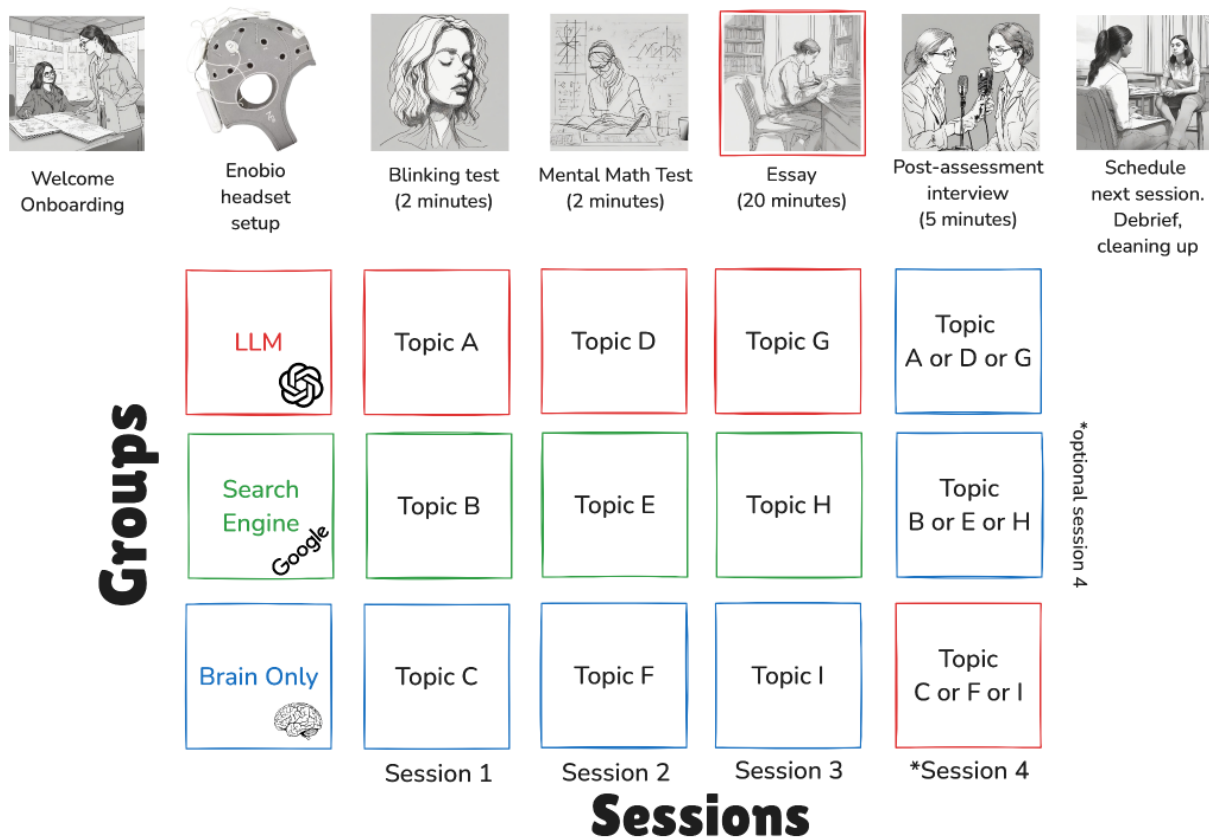 Welcome
Onboarding
Enobio
headset
setup
Blinking test
(2 minutes)
Mental Math Test
(2 minutes)
Essay
(20 minutes)
Post-assessment
interview
(5 minutes)
Schedule
next session.
Debrief,
cleaning up
Groups
LLM
Topic A
Topic D
Topic G
Topic
A or D or G
Search
Engine
Google
Topic B
Topic E
Topic H
Topic
B or E or H
*optional session 4
Brain Only
Topic C
Topic F
Topic I
Topic
C or F or I
Session 1
Session 2
Session 3
*Session 4
Sessions